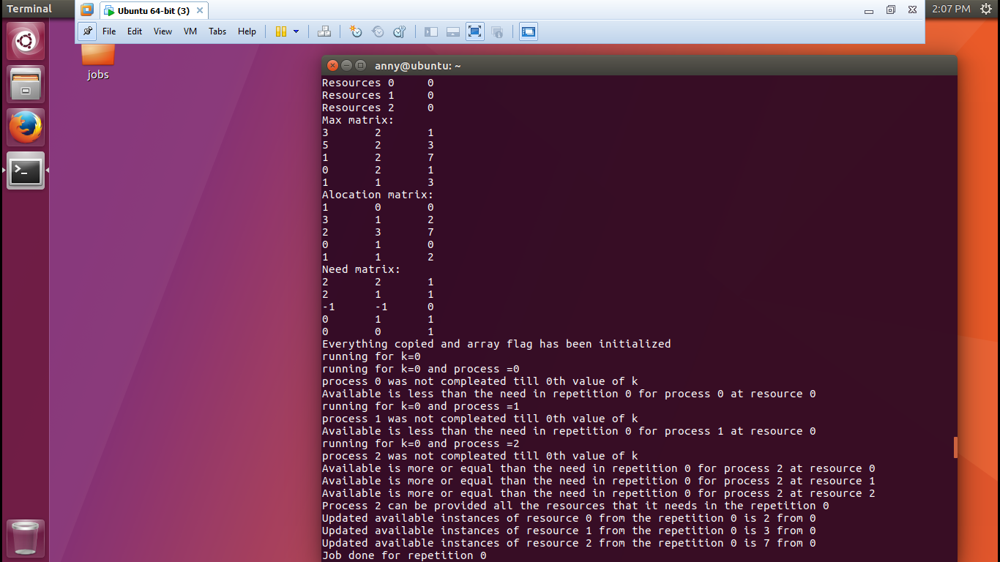 Terminal
Ubuntu 64-bit (3)
2:07 PM
File Edit View VM Tabs Help
jobs
anny@ubuntu: ~
Resources 0 0
Resources 1 0
Resources 2 0
Max matrix:
3 2 1
5 2 3
1 2 7
0 2 1
1 1 3
Alocation matrix:
1 0 0
3 1 2
2 3 7
0 1 0
1 1 2
Need matrix:
2 2 1
2 1 1
-1 -1 0
0 1 1
0 0 1
Everything copied and array flag has been initialized
running for k=0
running for k=0 and process =0
process 0 was not compleated till 0th value of k
Available is less than the need in repetition 0 for process 0 at resource 0
running for k=0 and process =1
process 1 was not compleated till 0th value of k
Available is less than the need in repetition 0 for process 1 at resource 0
running for k=0 and process =2
process 2 was not compleated till 0th value of k
Available is more or equal than the need in repetition 0 for process 2 at resource 0
Available is more or equal than the need in repetition 0 for process 2 at resource 1
Available is more or equal than the need in repetition 0 for process 2 at resource 2
Process 2 can be provided all the resources that it needs in the repetition 0
Updated available instances of resource 0 from the repetition 0 is 2 from 0
Updated available instances of resource 1 from the repetition 0 is 3 from 0
Updated available instances of resource 2 from the repetition 0 is 7 from 0
Job done for repetition 0